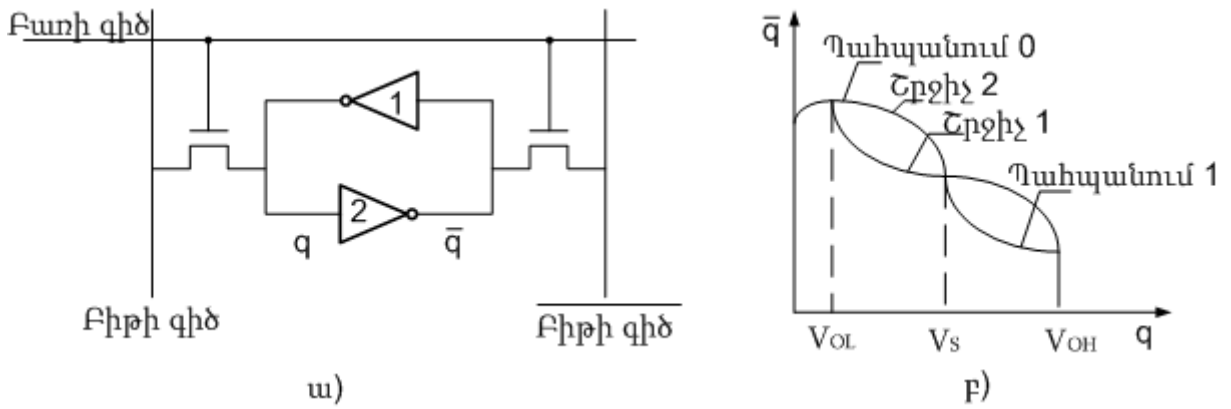 Բառի գիծ
1
2
q
q̅
Բիթի գիծ
Բիթի գիծ
ա)
q̅
Պահպանում 0
Շրջիչ 2
Շրջիչ 1
Պահպանում 1
VOL
VS
VOH
q
բ)